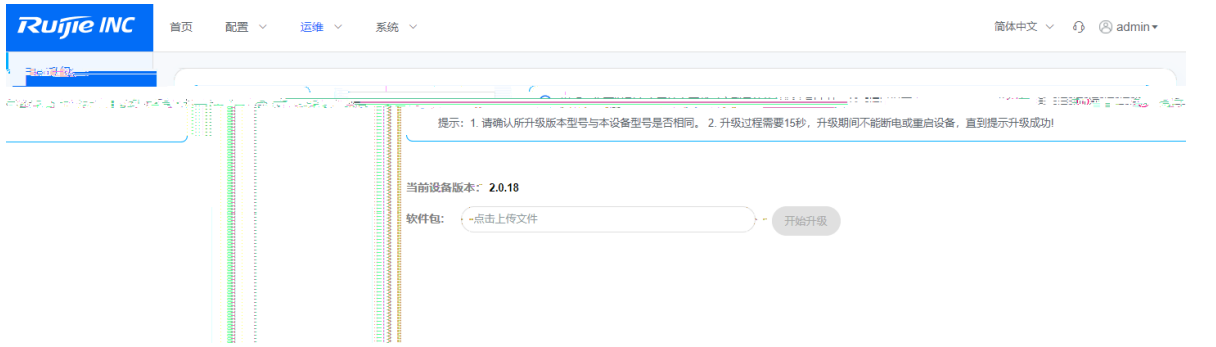 Ruijie INC 首页 配置 运维 系统 简体中文 admin
提示：1. 请确认所升级版本型号与本设备型号是否相同。 2. 升级过程需要15秒，升级期间不能断电或重启设备，直到提示升级成功!
当前设备版本： 2.0.18
软件包： 点击上传文件 开始升级